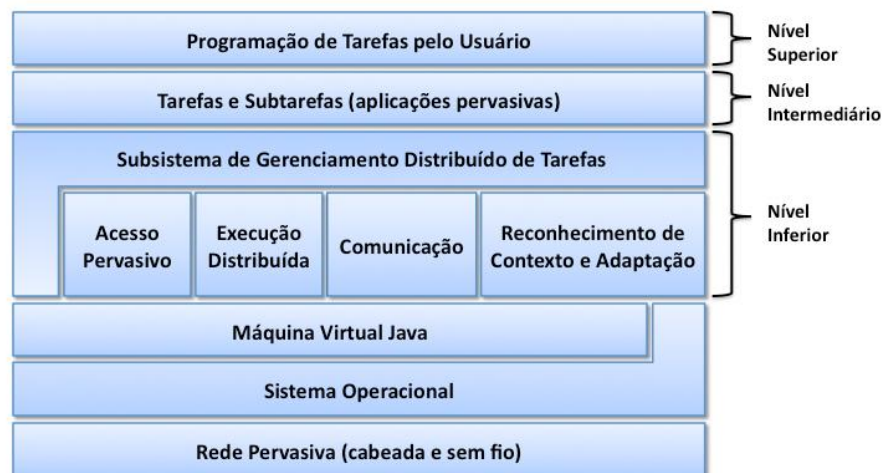 Programação de Tarefas pelo Usuário
Nível
Superior
Tarefas e Subtarefas (aplicações pervasivas)
Nível
Intermediário
Subsistema de Gerenciamento Distribuído de Tarefas
Acesso
Pervasivo
Execução
Distribuída
Comunicação
Reconhecimento de
Contexto e Adaptação
Nível
Inferior
Máquina Virtual Java
Sistema Operacional
Rede Pervasiva (cabeada e sem fio)